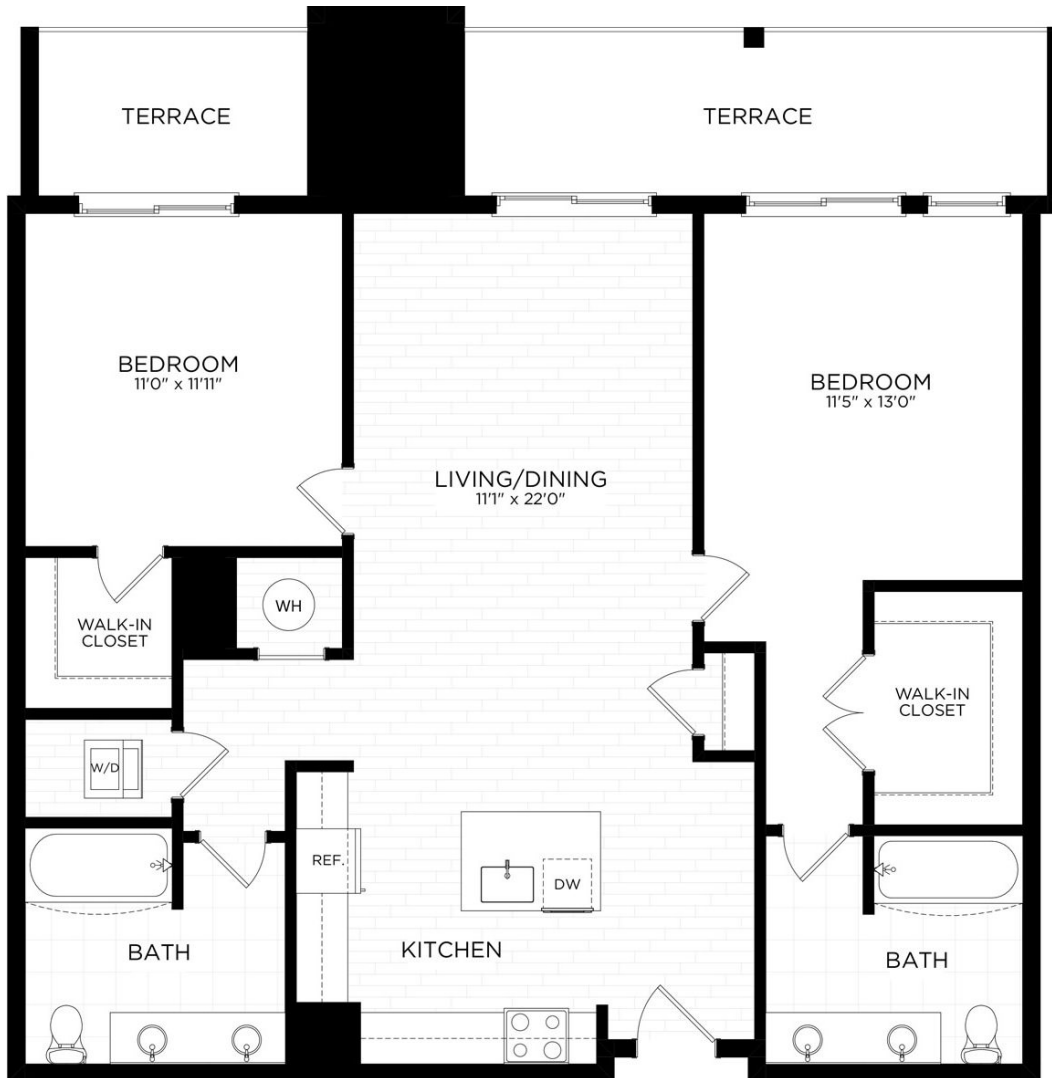 TERRACE
TERRACE
BEDROOM
11'0" x 11'11"
BEDROOM
11'5" x 13'0"
LIVING/DINING
11'1" x 22'0"
WH
WALK-IN
CLOSET
WALK-IN
CLOSET
W/D
REF.
DW
KITCHEN
BATH
BATH